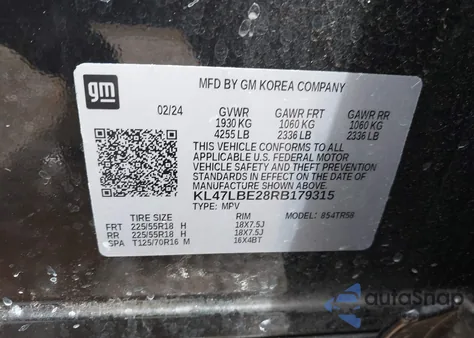 gm
MFD BY GM KOREA COMPANY
02/24 GVWR GAWR FRT GAWR RR
1930 KG 1060 KG 1060 KG
4255 LB 2336 LB 2336 LB
THIS VEHICLE CONFORMS TO ALL
APPLICABLE U.S. FEDERAL MOTOR
VEHICLE SAFETY AND THEFT PREVENTION
STANDARDS IN EFFECT ON THE DATE OF
MANUFACTURE SHOWN ABOVE.
KL47LBE28RB179315
TYPE: MPV MODEL: 854TR58
TIRE SIZE RIM
FRT 225/55R18 H 18X7.5J
RR 225/55R18 H 18X7.5J
SPA T125/70R16 M 16X4BT
autoSnap